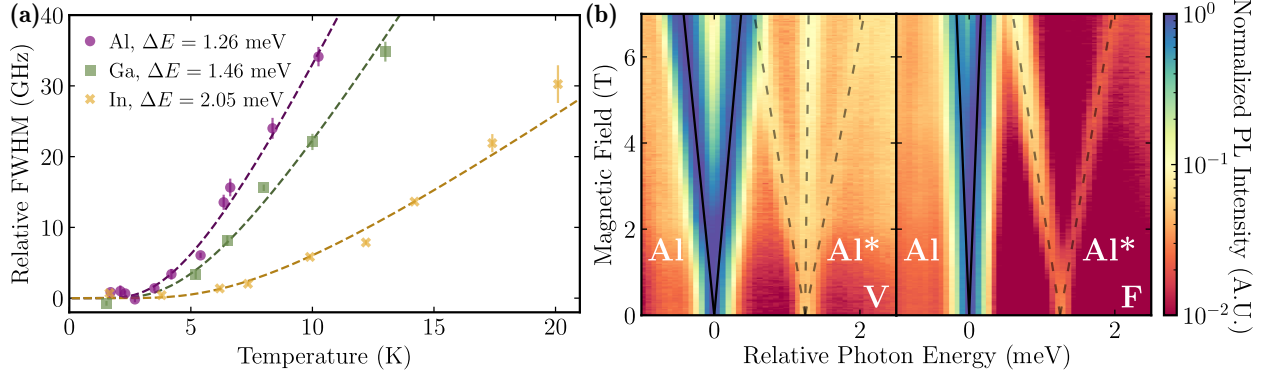 (a)
40
30
20
10
0
Relative FWHM (GHz)
Al, ΔE = 1.26 meV
Ga, ΔE = 1.46 meV
In, ΔE = 2.05 meV
0 5 10 15 20
Temperature (K)
(b)
6
4
2
0
Magnetic Field (T)
Al Al*
V
Al Al*
F
0 2 0 2
Relative Photon Energy (meV)
10⁰
10⁻¹
10⁻²
Normalized PL Intensity (A.U.)